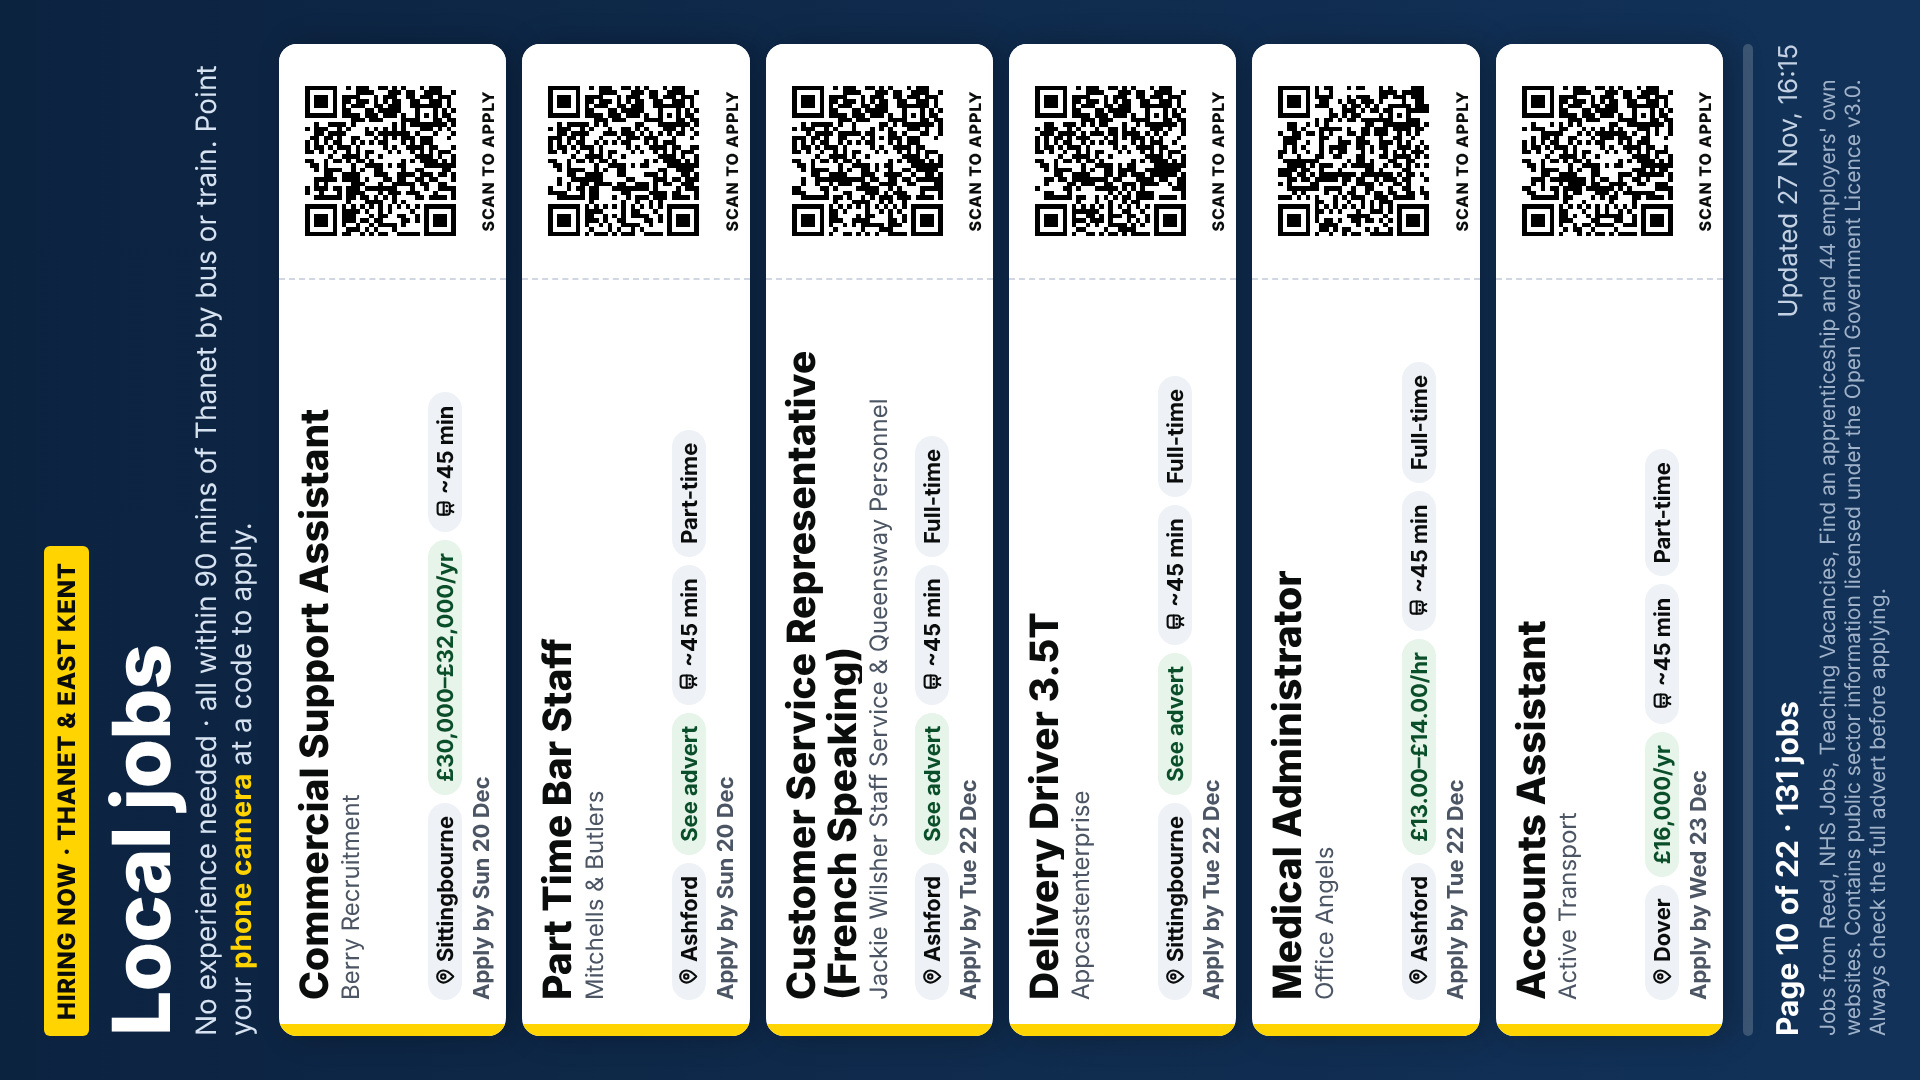 HIRING NOW · THANET & EAST KENT
Local jobs
No experience needed · all within 90 mins of Thanet by bus or train. Point
your phone camera at a code to apply.
Commercial Support Assistant
Berry Recruitment
Sittingbourne £30,000–£32,000/yr ~45 min
Apply by Sun 20 Dec
SCAN TO APPLY
Part Time Bar Staff
Mitchells & Butlers
Ashford See advert ~45 min Part-time
Apply by Sun 20 Dec
SCAN TO APPLY
Customer Service Representative
(French Speaking)
Jackie Wilsher Staff Service & Queensway Personnel
Ashford See advert ~45 min Full-time
Apply by Tue 22 Dec
SCAN TO APPLY
Delivery Driver 3.5T
Appcastenterprise
Sittingbourne See advert ~45 min Full-time
Apply by Tue 22 Dec
SCAN TO APPLY
Medical Administrator
Office Angels
Ashford £13.00–£14.00/hr ~45 min Full-time
Apply by Tue 22 Dec
SCAN TO APPLY
Accounts Assistant
Active Transport
Dover £16,000/yr ~45 min Part-time
Apply by Wed 23 Dec
SCAN TO APPLY
Page 10 of 22 · 131 jobs Updated 27 Nov, 16:15
Jobs from Reed, NHS Jobs, Teaching Vacancies, Find an apprenticeship and 44 employers' own
websites. Contains public sector information licensed under the Open Government Licence v3.0.
Always check the full advert before applying.